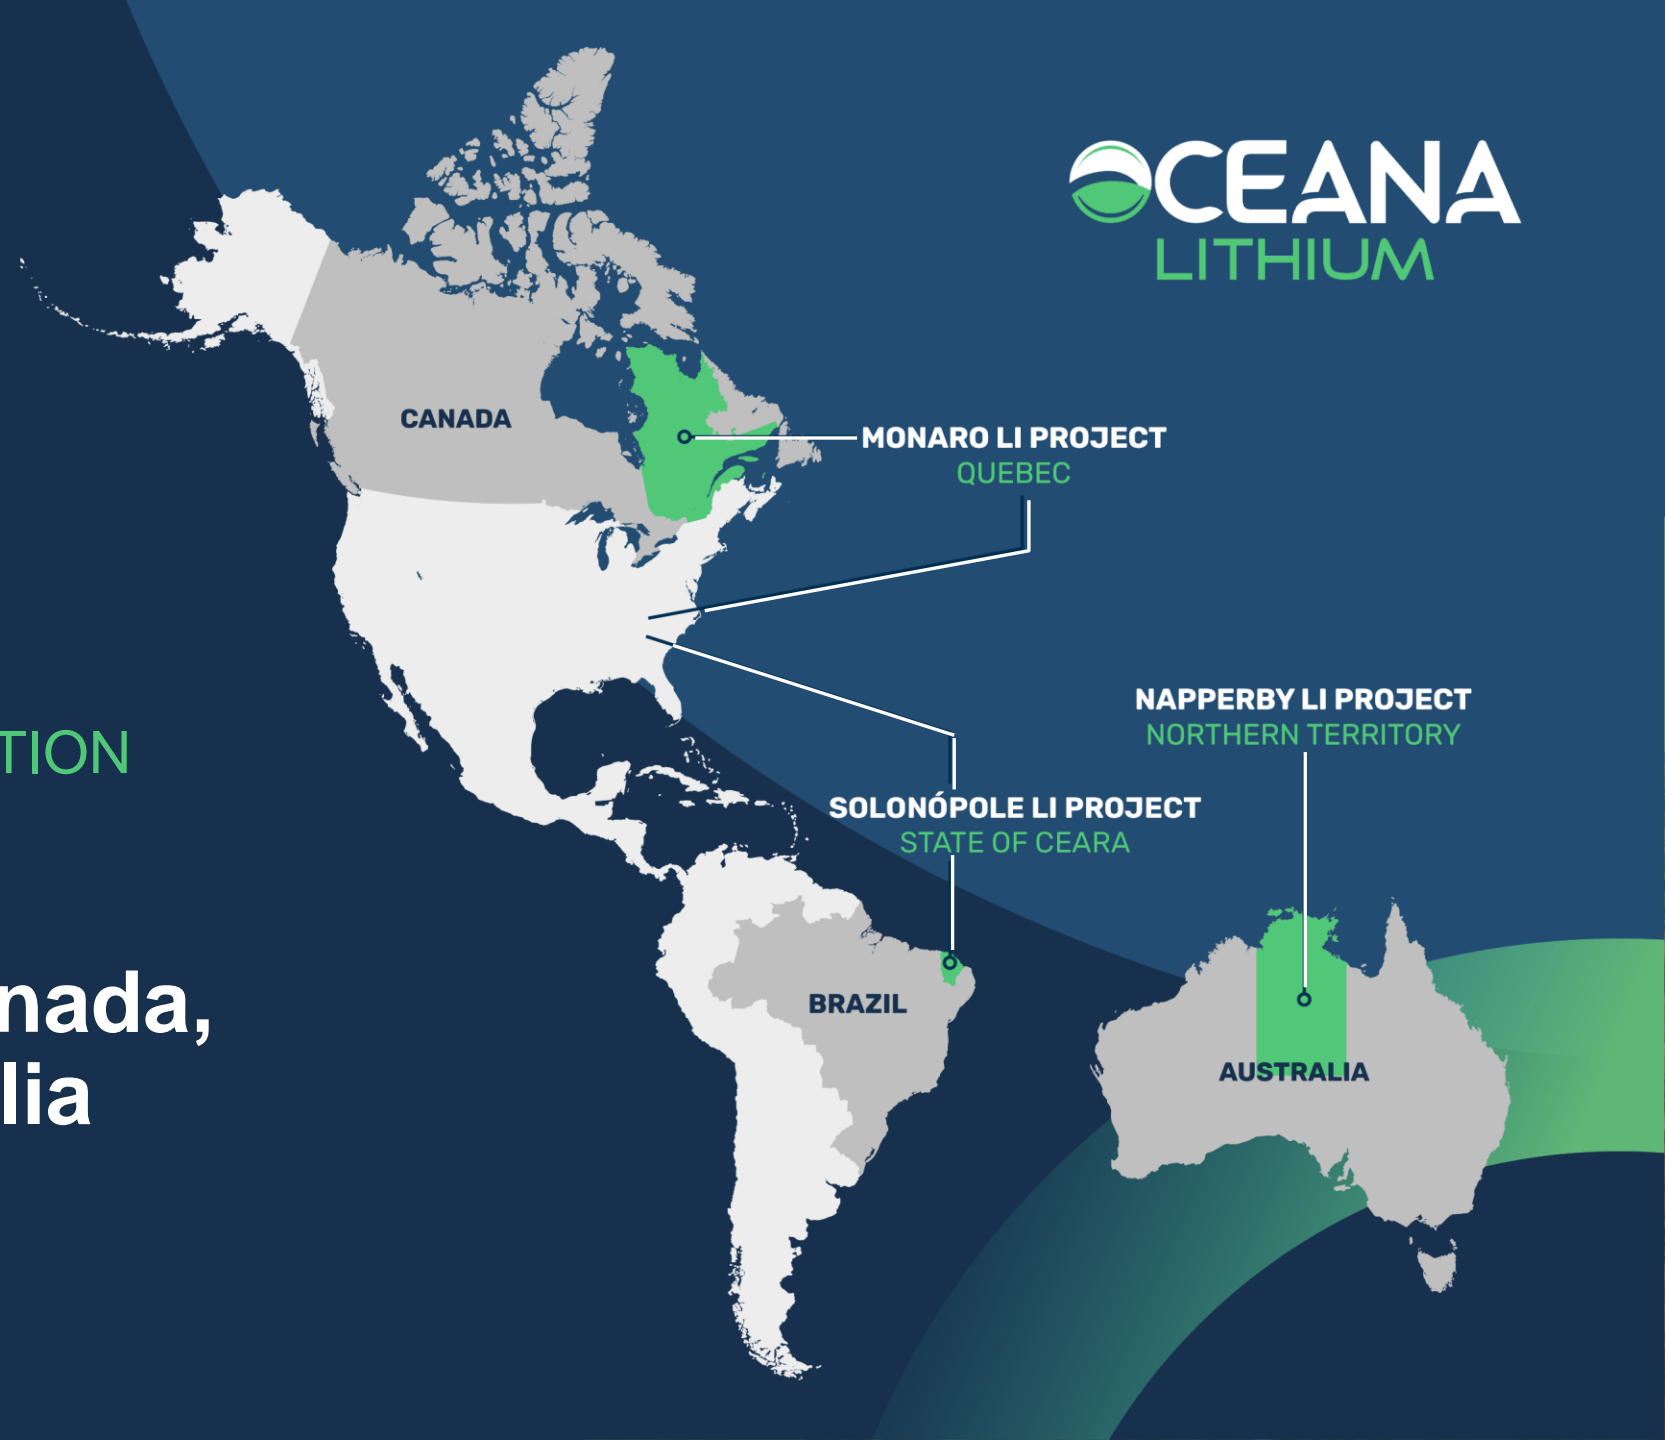 OCEANA
LITHIUM
CANADA
MONARO LI PROJECT
QUEBEC
NAPPERBY LI PROJECT
NORTHERN TERRITORY
TION
SOLONÓPOLE LI PROJECT
STATE OF CEARA
nada,
BRAZIL
lia
AUSTRALIA